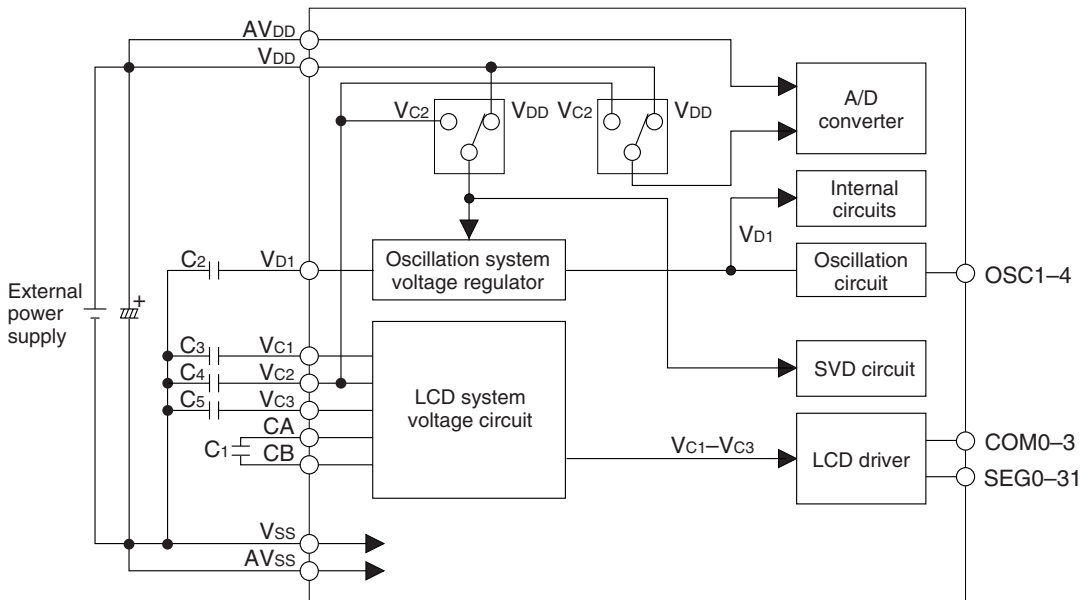 AVDD
VDD
VC2
VDD
VC2
VDD
A/D
converter
Internal
circuits
VD1
C2
VD1
Oscillation system
voltage regulator
Oscillation
circuit
OSC1–4
External
power
supply
+
C3
VC1
C4
VC2
C5
VC3
CA
C1
CB
LCD system
voltage circuit
SVD circuit
VC1–VC3
LCD driver
COM0–3
SEG0–31
VSS
AVSS